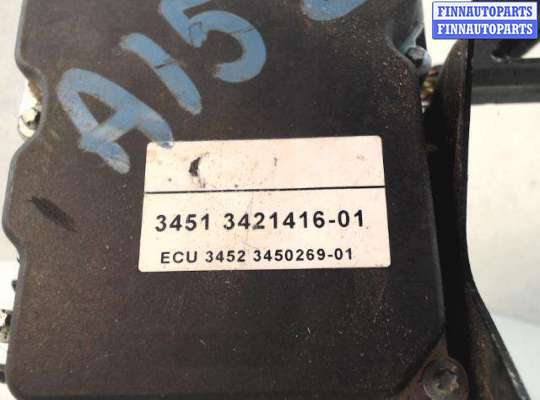 FINNAUTOPARTS
FINNAUTOPARTS
A15
3451 3421416-01
ECU 3452 3450269-01